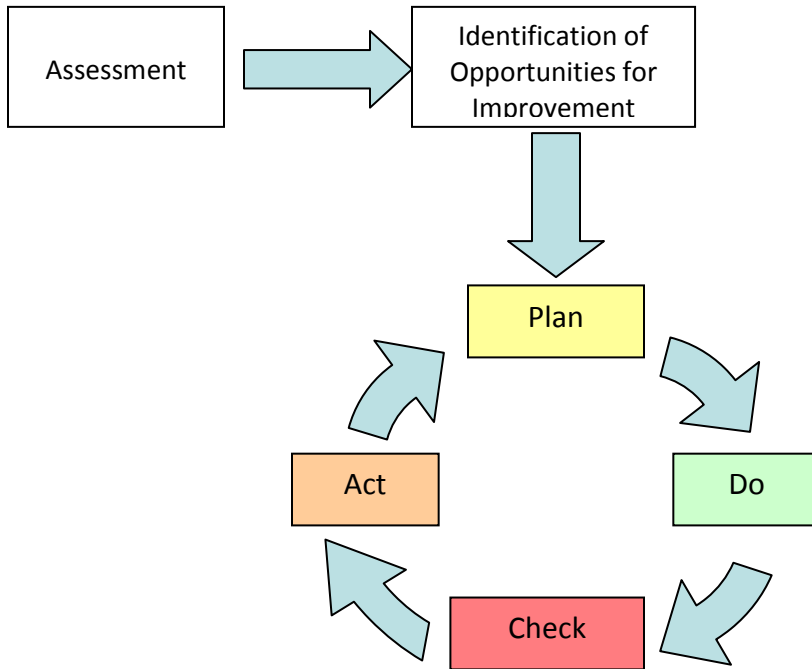 Assessment
Identification of
Opportunities for
Improvement
Plan
Act
Do
Check